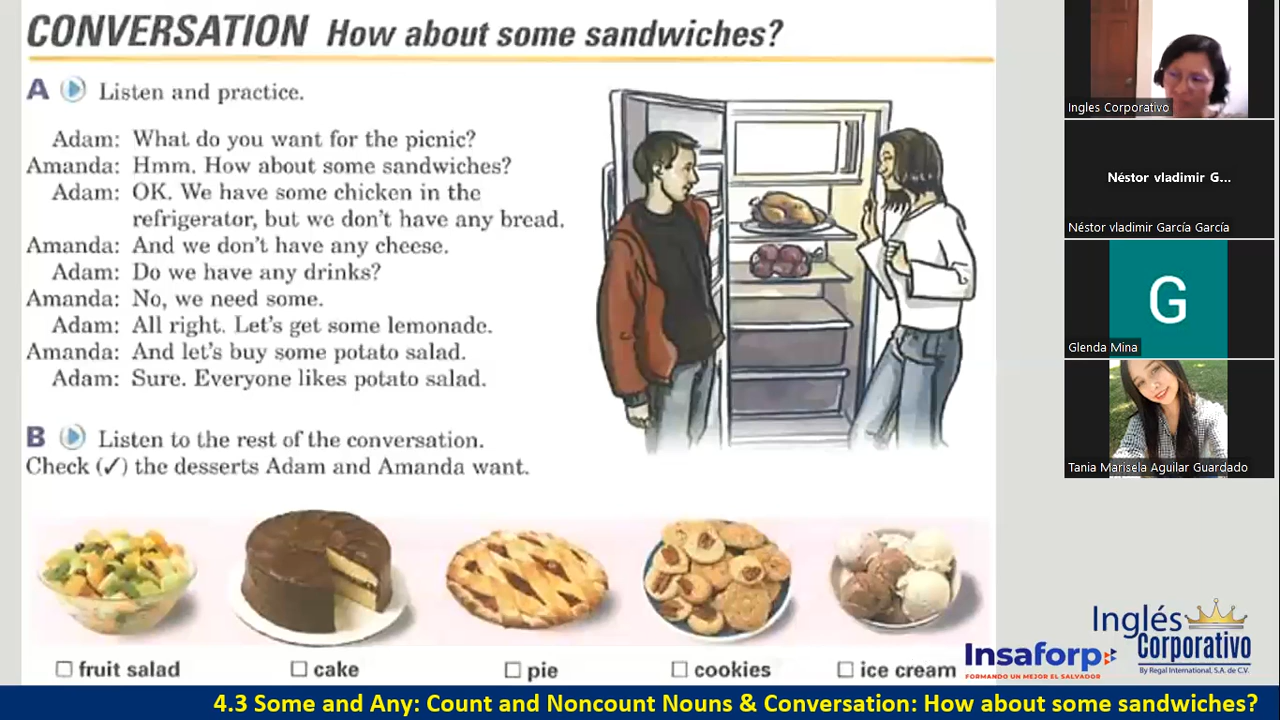 CONVERSATION How about some sandwiches?
A Listen and practice.
Adam: What do you want for the picnic?
Amanda: Hmm. How about some sandwiches?
Adam: OK. We have some chicken in the
refrigerator, but we don't have any bread.
Amanda: And we don't have any cheese.
Adam: Do we have any drinks?
Amanda: No, we need some.
Adam: All right. Let's get some lemonade.
Amanda: And let's buy some potato salad.
Adam: Sure. Everyone likes potato salad.
B Listen to the rest of the conversation.
Check (✓) the desserts Adam and Amanda want.
☐ fruit salad
☐ cake
☐ pie
☐ cookies
☐ ice cream
Ingles Corporativo
Néstor vladimir G...
Néstor vladimir García García
G
Glenda Mina
Tania Marisela Aguilar Guardado
Insaforp
FORMANDO UN MEJOR EL SALVADOR
Inglés
Corporativo
By Regal International, S.A. de C.V.
4.3 Some and Any: Count and Noncount Nouns & Conversation: How about some sandwiches?